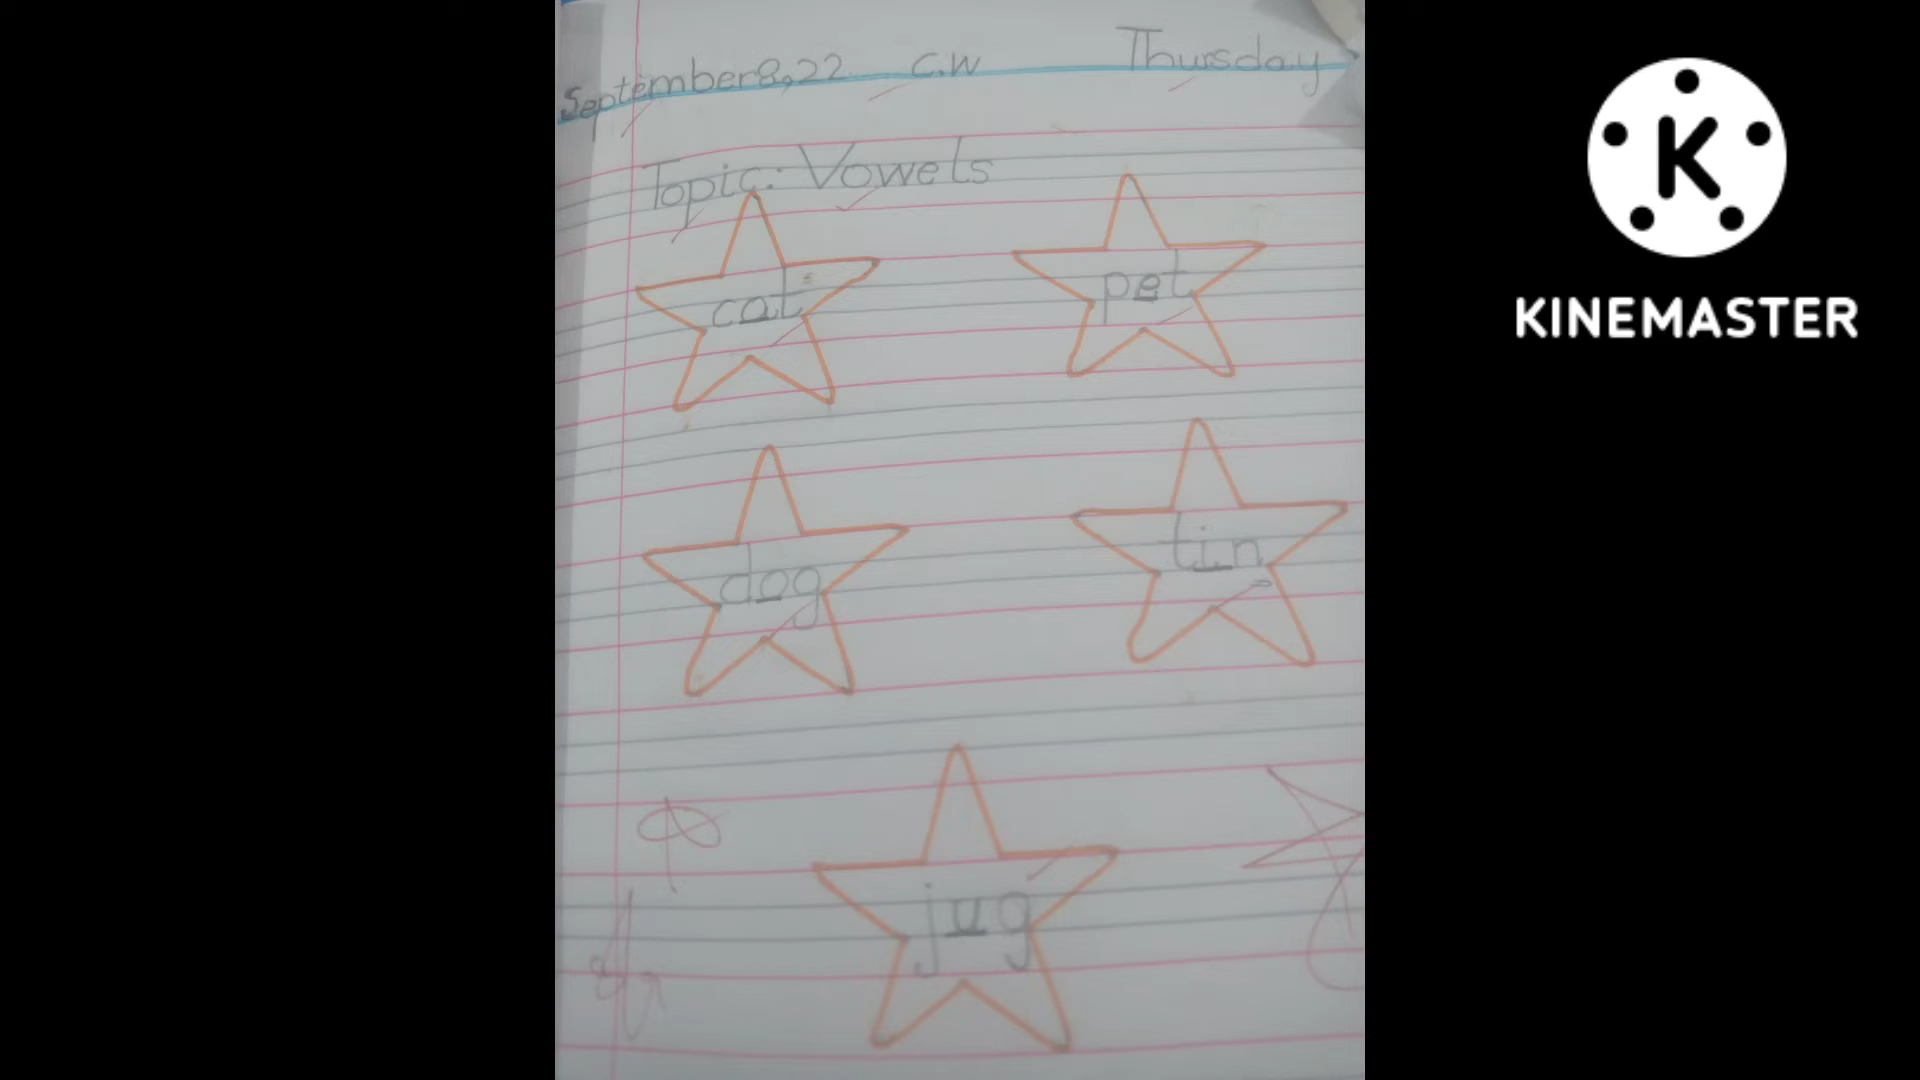 September 8, 22 C.W Thursday
Topic: Vowels
cat pet
dog tin
jug
KINEMASTER